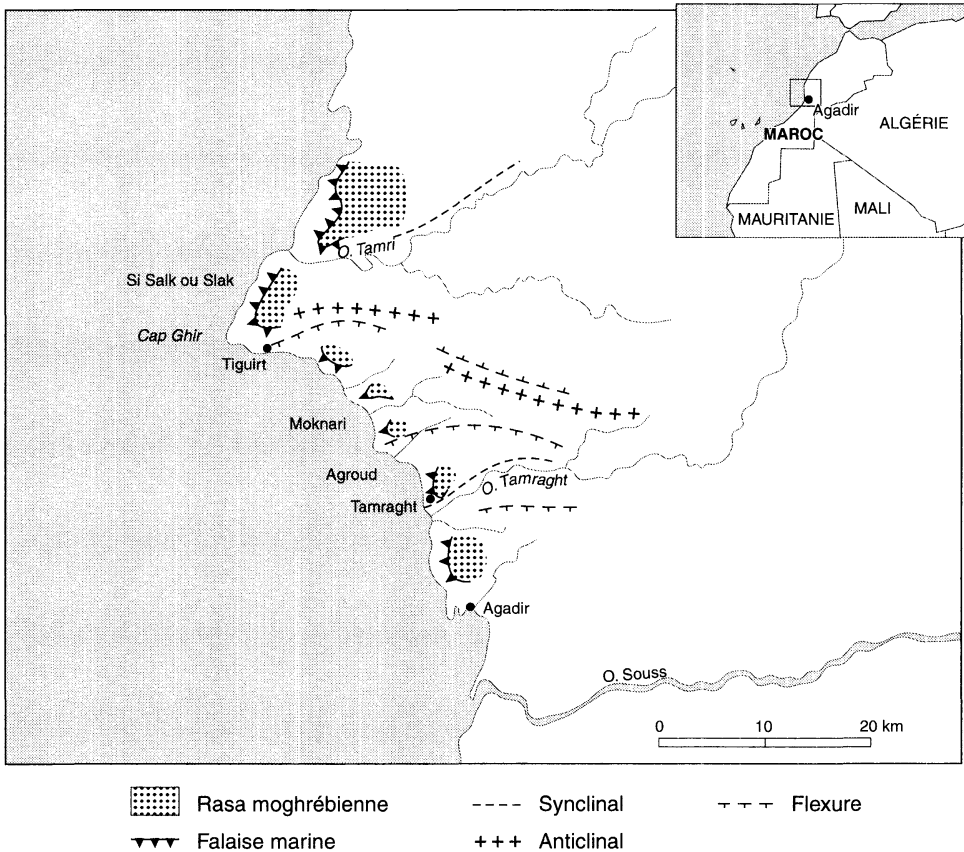 Agadir
ALGÉRIE
MAROC
MAURITANIE
MALI
O. Tamri
Si Salk ou Slak
Cap Ghir
Tiguirt
Moknari
Agroud
O. Tamraght
Tamraght
Agadir
O. Souss
0 10 20 km
Rasa moghrébienne
Synclinal
Flexure
Falaise marine
Anticlinal